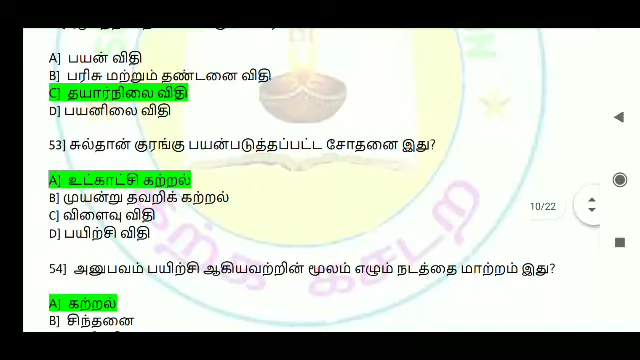 A] பயன் விதி
B] பரிசு மற்றும் தண்டனை விதி
C] தயார்நிலை விதி
D] பயனிலை விதி
53] சுல்தான் குரங்கு பயன்படுத்தப்பட்ட சோதனை இது?
A] உட்காட்சி கற்றல்
B] முயன்று தவறிக் கற்றல்
C] விளைவு விதி
D] பயிற்சி விதி
10/22
54] அனுபவம் பயிற்சி ஆகியவற்றின் மூலம் எழும் நடத்தை மாற்றம் இது?
A] கற்றல்
B] சிந்தனை
கற்க கசடற